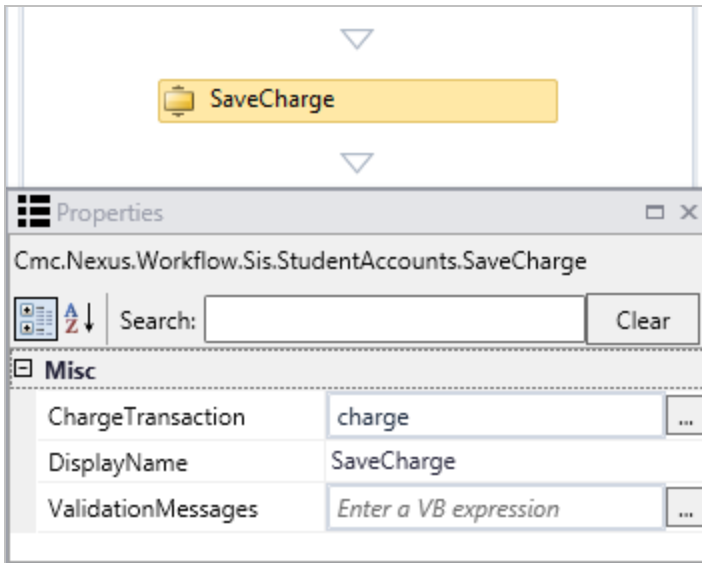 SaveCharge
Properties
Cmc.Nexus.Workflow.Sis.StudentAccounts.SaveCharge
A Z Search: Clear
Misc
ChargeTransaction charge ...
DisplayName SaveCharge
ValidationMessages Enter a VB expression ...